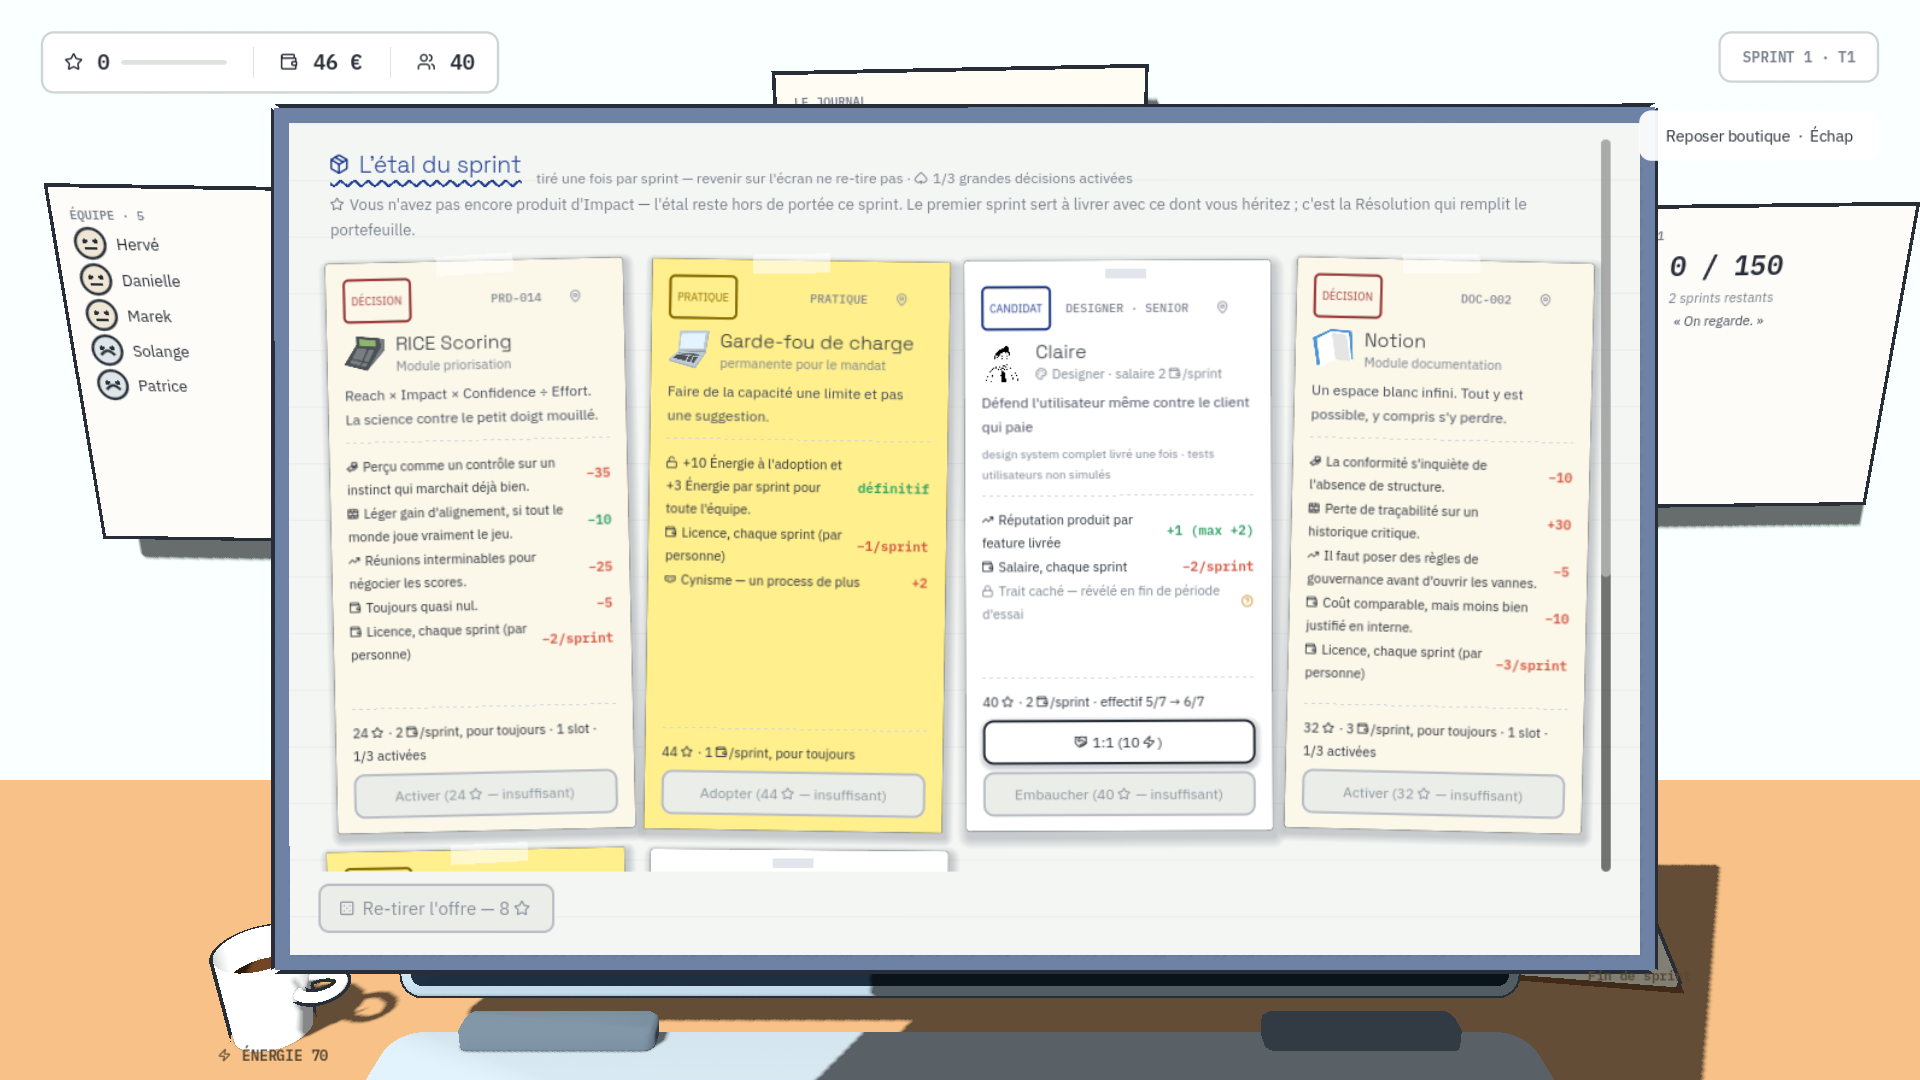 0
46 €
40
SPRINT 1 · T1
LE JOURNAL
Reposer boutique · Échap
L'étal du sprint
tiré une fois par sprint — revenir sur l'écran ne re-tire pas · 1/3 grandes décisions activées
Vous n'avez pas encore produit d'Impact — l'étal reste hors de portée ce sprint. Le premier sprint sert à livrer avec ce dont vous héritez ; c'est la Résolution qui remplit le
portefeuille.
ÉQUIPE · 5
Hervé
Danielle
Marek
Solange
Patrice
DÉCISION
PRD-014
RICE Scoring
Module priorisation
Reach × Impact × Confidence ÷ Effort.
La science contre le petit doigt mouillé.
Perçu comme un contrôle sur un
instinct qui marchait déjà bien.
-35
Léger gain d'alignement, si tout le
monde joue vraiment le jeu.
-10
Réunions interminables pour
négocier les scores.
-25
Toujours quasi nul.
-5
Licence, chaque sprint (par
personne)
-2/sprint
24 · 2 /sprint, pour toujours · 1 slot ·
1/3 activées
Activer (24 — insuffisant)
PRATIQUE
PRATIQUE
Garde-fou de charge
permanente pour le mandat
Faire de la capacité une limite et pas
une suggestion.
+10 Énergie à l'adoption et
+3 Énergie par sprint pour
toute l'équipe.
définitif
Licence, chaque sprint (par
personne)
-1/sprint
Cynisme — un process de plus
+2
44 · 1 /sprint, pour toujours
Adopter (44 — insuffisant)
CANDIDAT
DESIGNER · SENIOR
Claire
Designer · salaire 2 /sprint
Défend l'utilisateur même contre le client
qui paie
design system complet livré une fois · tests
utilisateurs non simulés
Réputation produit par
feature livrée
+1 (max +2)
Salaire, chaque sprint
-2/sprint
Trait caché — révélé en fin de période
d'essai
40 · 2 /sprint · effectif 5/7 → 6/7
1:1 (10 )
Embaucher (40 — insuffisant)
DÉCISION
DOC-002
Notion
Module documentation
Un espace blanc infini. Tout y est
possible, y compris s'y perdre.
La conformité s'inquiète de
l'absence de structure.
-10
Perte de traçabilité sur un
historique critique.
+30
Il faut poser des règles de
gouvernance avant d'ouvrir les vannes.
-5
Coût comparable, mais moins bien
justifié en interne.
-10
Licence, chaque sprint (par
personne)
-3/sprint
32 · 3 /sprint, pour toujours · 1 slot ·
1/3 activées
Activer (32 — insuffisant)
1
0 / 150
2 sprints restants
« On regarde. »
Re-tirer l'offre — 8
Fin de sprint
ÉNERGIE 70